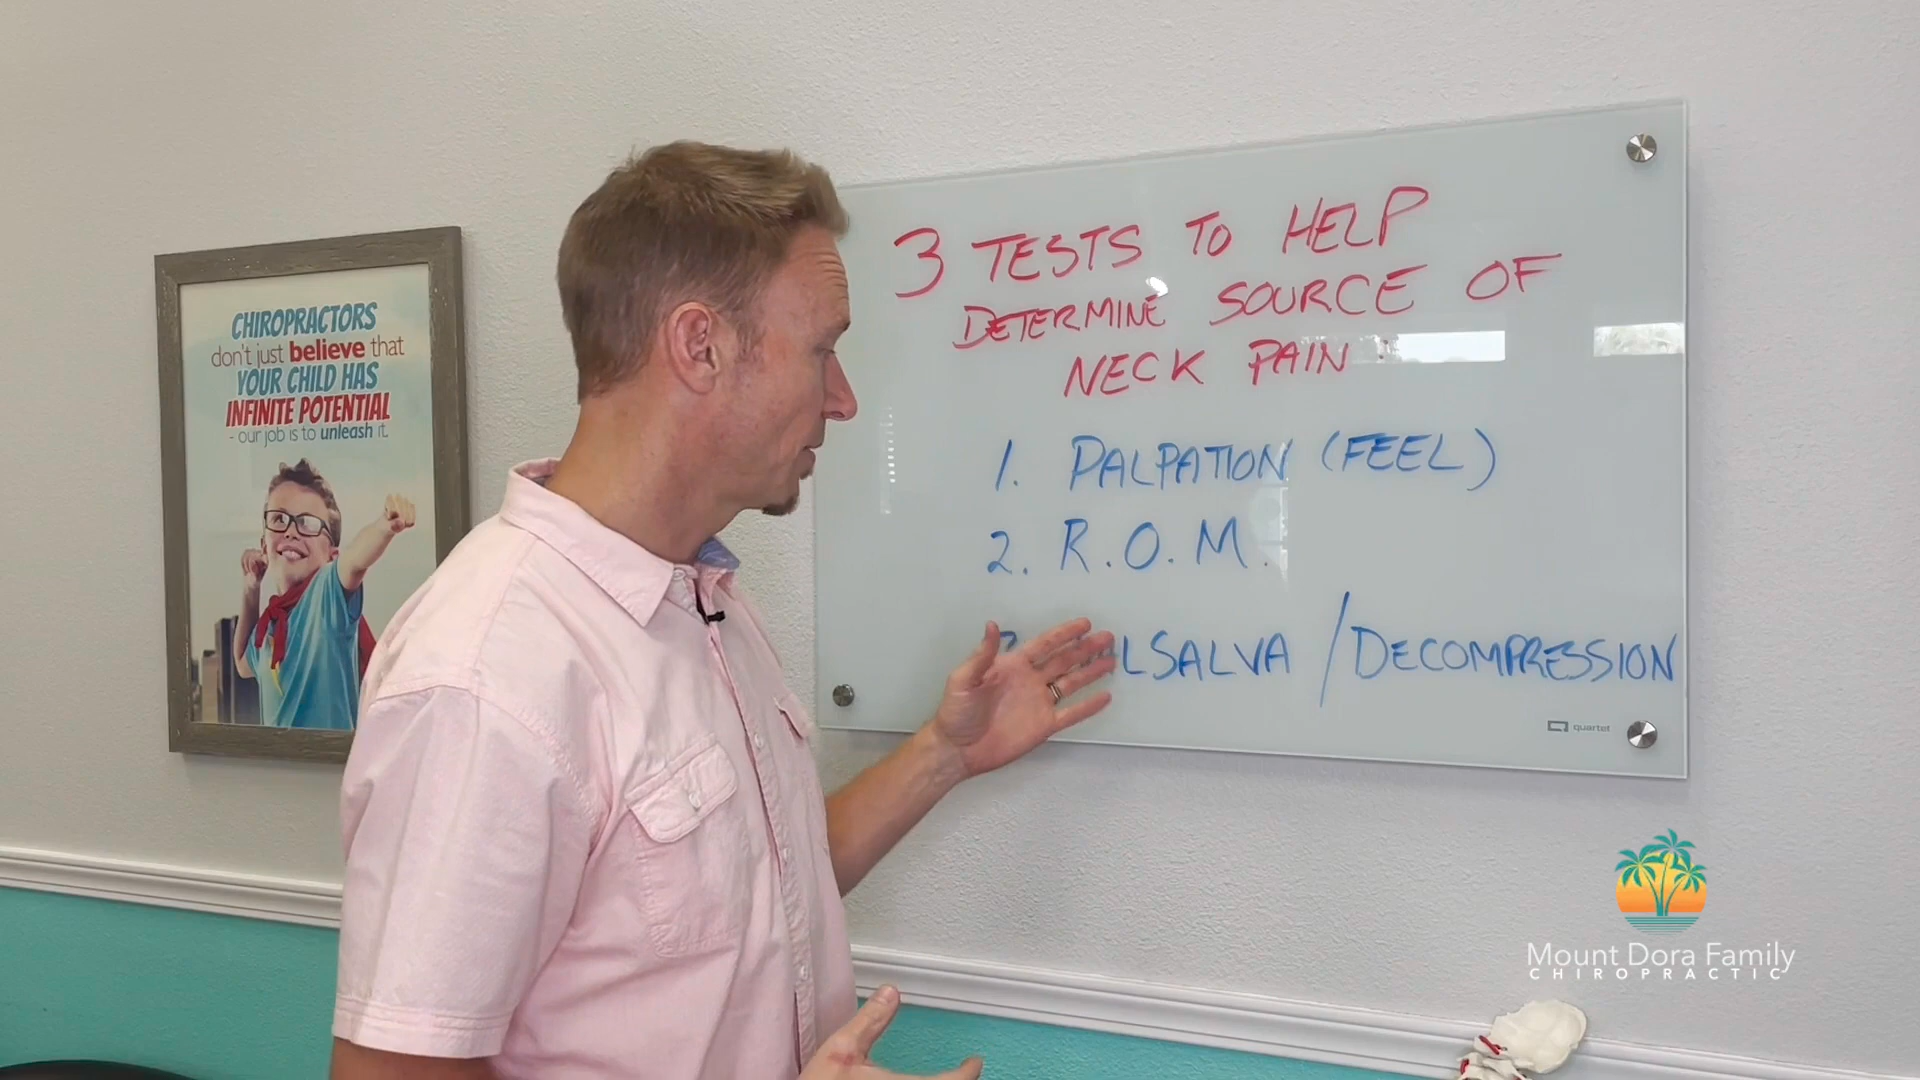 CHIROPRACTORS
don't just believe that
YOUR CHILD HAS
INFINITE POTENTIAL
- our job is to unleash it.
3 TESTS TO HELP
DETERMINE SOURCE OF
NECK PAIN:
1. PALPATION (FEEL)
2. R.O.M.
/DECOMPRESSION
quartet
Mount Dora Family
CHIROPRACTIC